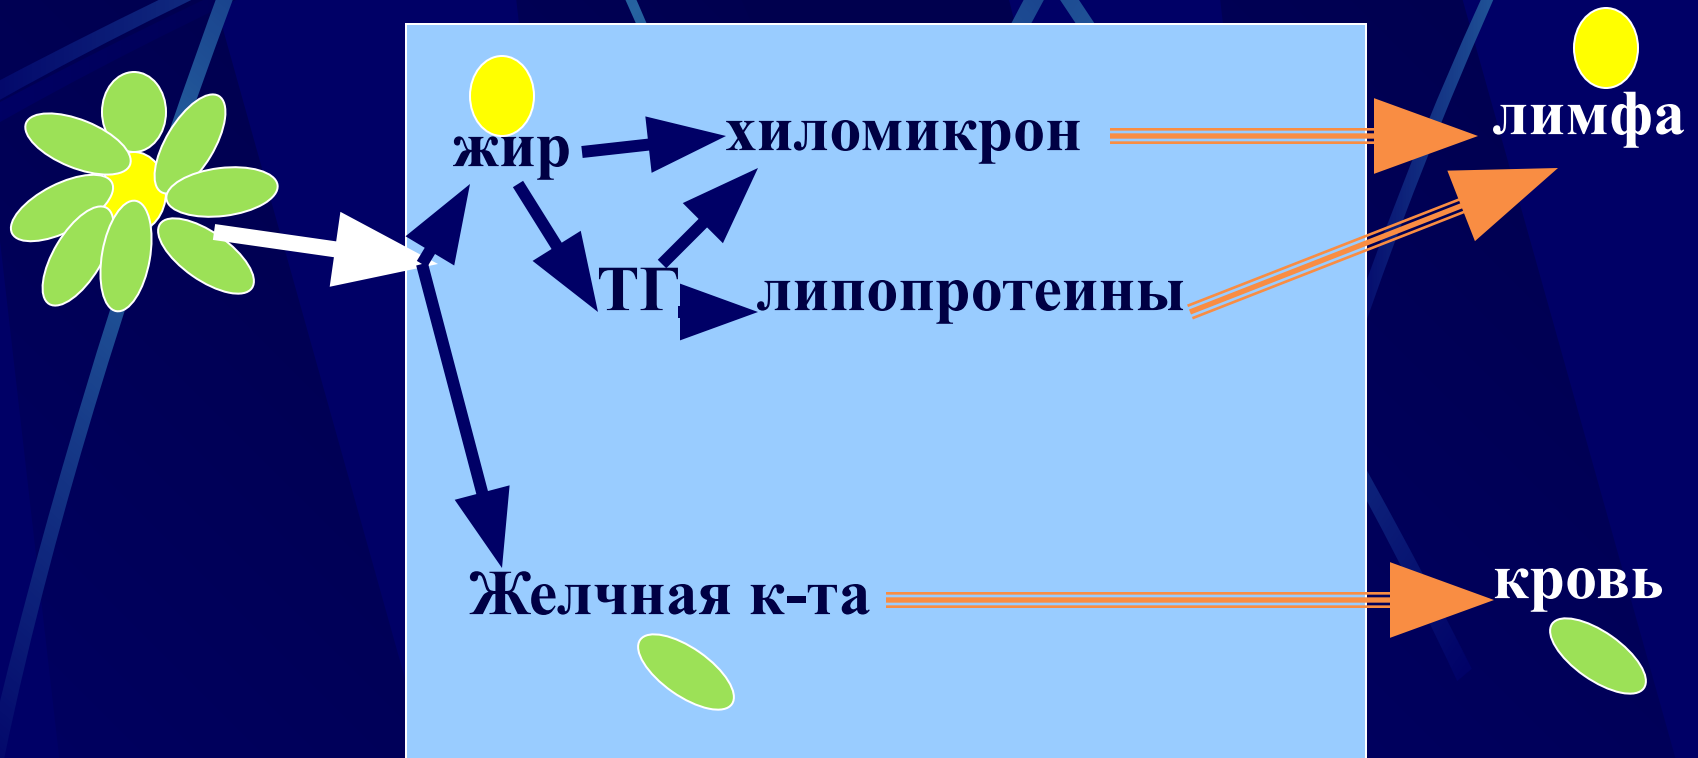 лимфа
жир
хиломикрон
ТГ
липопротеины
Желчная к-та
кровь